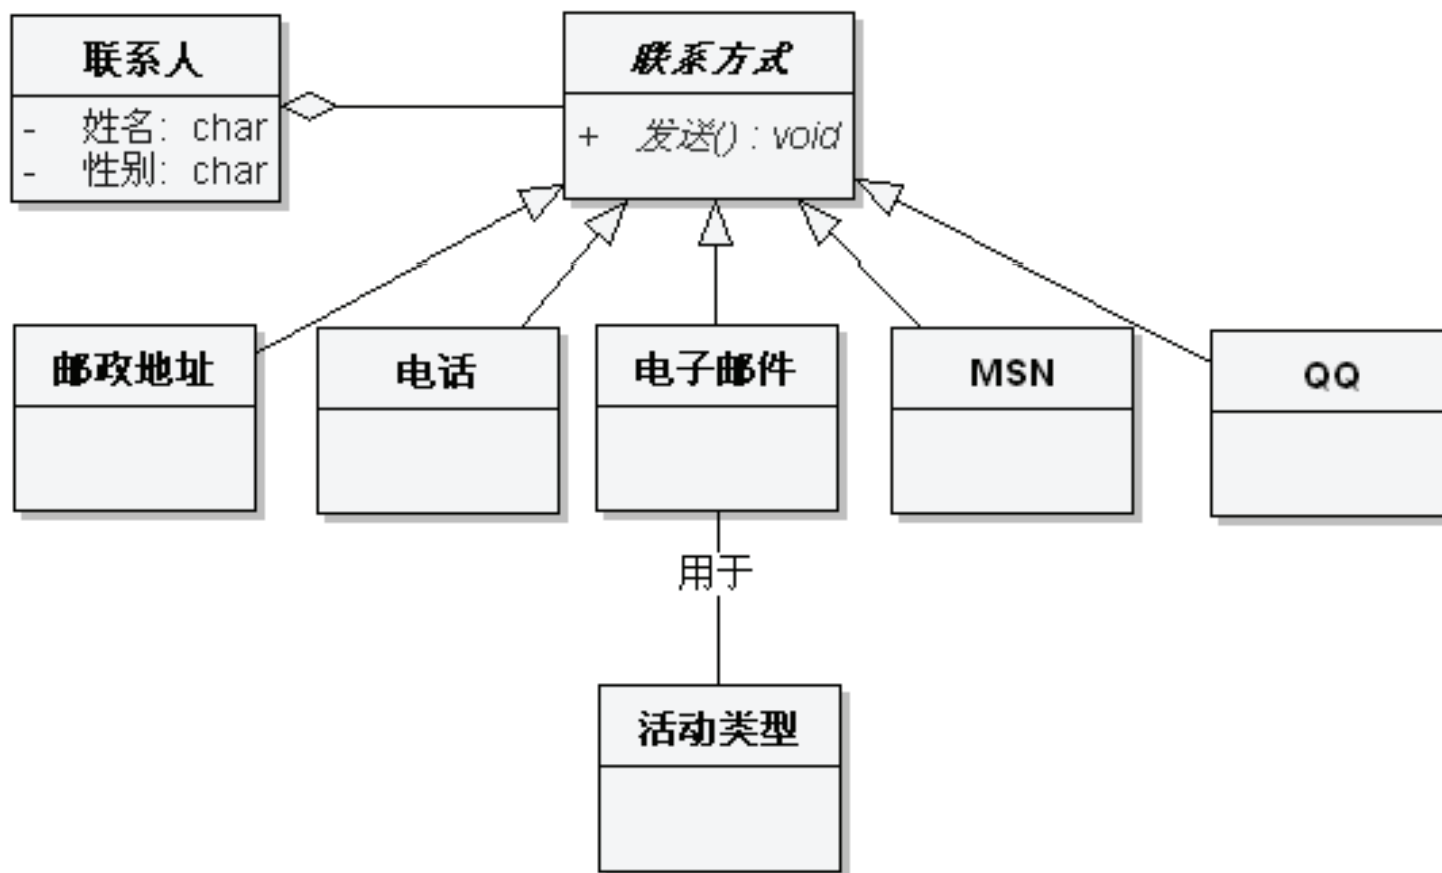 联系人
- 姓名: char
- 性别: char
联系方式
+ 发送() : void
邮政地址
电话
电子邮件
MSN
QQ
用于
活动类型